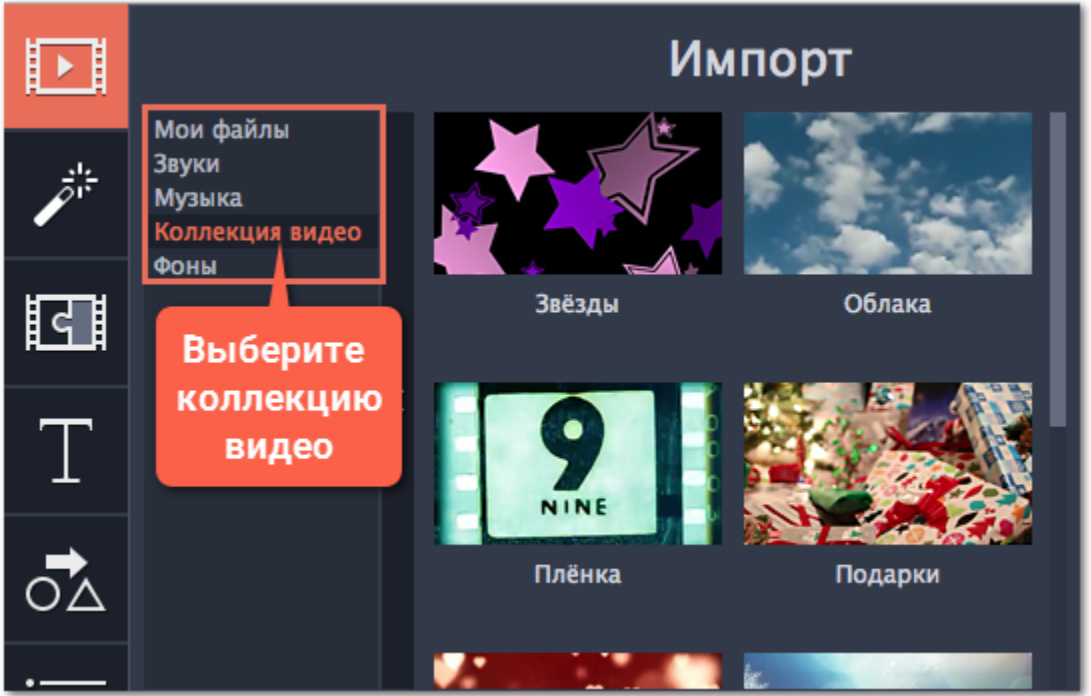 Импорт
Мои файлы
Звуки
Музыка
Коллекция видео
Фоны
Выберите
коллекцию
видео
Звёзды
Облака
9
NINE
Плёнка
Подарки